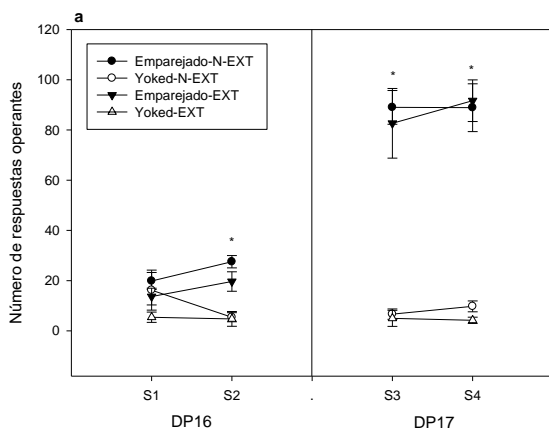 a
120
100
80
60
40
20
0
Número de respuestas operantes
Emparejado-N-EXT
Yoked-N-EXT
Emparejado-EXT
Yoked-EXT
*
* *
S1 S2 . S3 S4
DP16 DP17